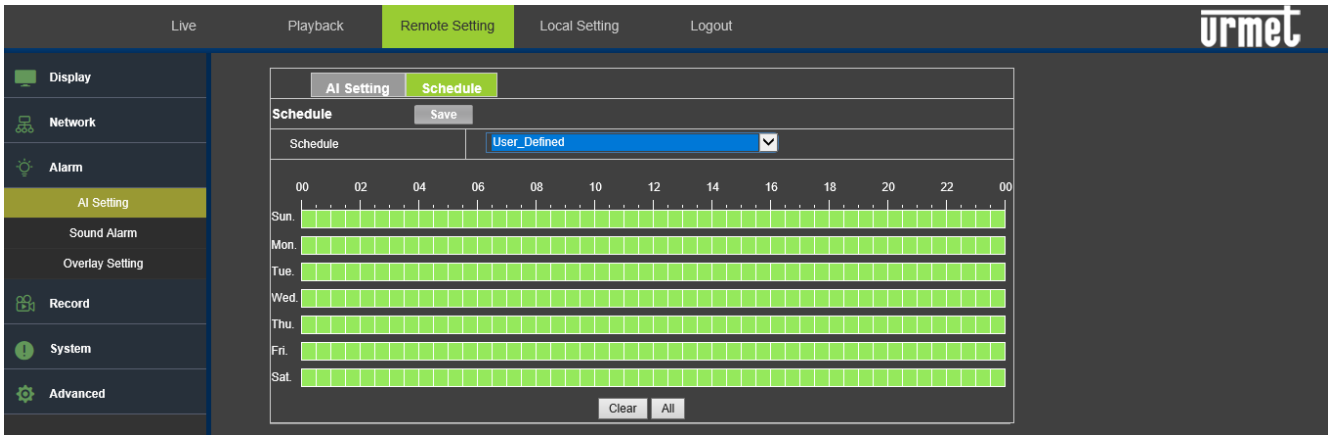 Live Playback Remote Setting Local Setting Logout urmet
Display
Network
Alarm
AI Setting
Sound Alarm
Overlay Setting
Record
System
Advanced
AI Setting Schedule
Schedule Save
Schedule User_Defined
00 02 04 06 08 10 12 14 16 18 20 22 00
Sun.
Mon.
Tue.
Wed.
Thu.
Fri.
Sat.
Clear All